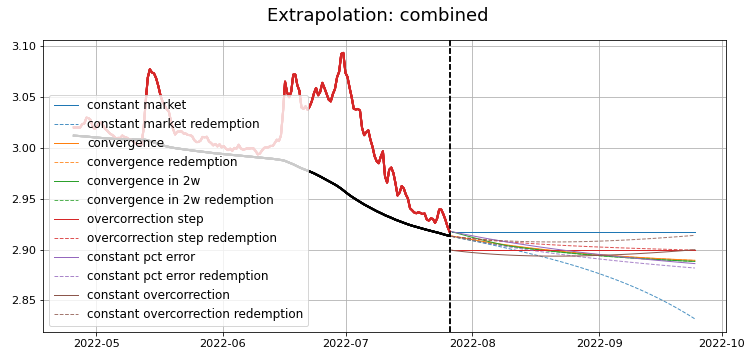 Extrapolation: combined
3.10
3.05
3.00
2.95
2.90
2.85
constant market
constant market redemption
convergence
convergence redemption
convergence in 2w
convergence in 2w redemption
overcorrection step
overcorrection step redemption
constant pct error
constant pct error redemption
constant overcorrection
constant overcorrection redemption
2022-05 2022-06 2022-07 2022-08 2022-09 2022-10